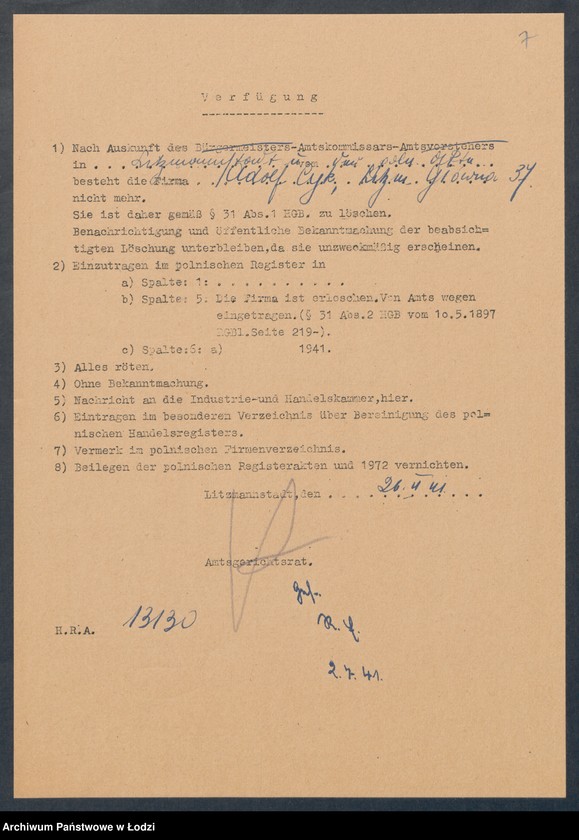 7
V e r f ü g u n g
1) Nach Auskunft des Bürgermeisters-Amtskommissars-Amtsvorstehers
in . . . Litzmannstadt vom
besteht die Firma . Adolf Litzm. Glowna 37
nicht mehr.
Sie ist daher gemäß § 31 Abs.1 HGB. zu löschen.
Benachrichtigung und öffentliche Bekanntmachung der beabsich=
tigten Löschung unterbleiben,da sie unzweckmäßig erscheinen.
2) Einzutragen im polnischen Register in
a) Spalte: 1: . . . . . . . . . . .
b) Spalte: 5: Die Firma ist erloschen.Von Amts wegen
eingetragen.(§ 31 Abs.2 HGB vom 10.5.1897
RGBl.Seite 219-).
c) Spalte:6: a) 1941.
3) Alles röten.
4) Ohne Bekanntmachung.
5) Nachricht an die Industrie-und Handelskammer,hier.
6) Eintragen im besonderen Verzeichnis über Bereinigung des pol=
nischen Handelsregisters.
7) Vermerk im polnischen Firmenverzeichnis.
8) Beilegen der polnischen Registerakten und 1972 vernichten.
Litzmannstadt,den . . . 26. II 41 . . .
Amtsgerichtsrat.
Gef.
H.R.A. 13130
2.7.41.
Archiwum Państwowe w Łodzi